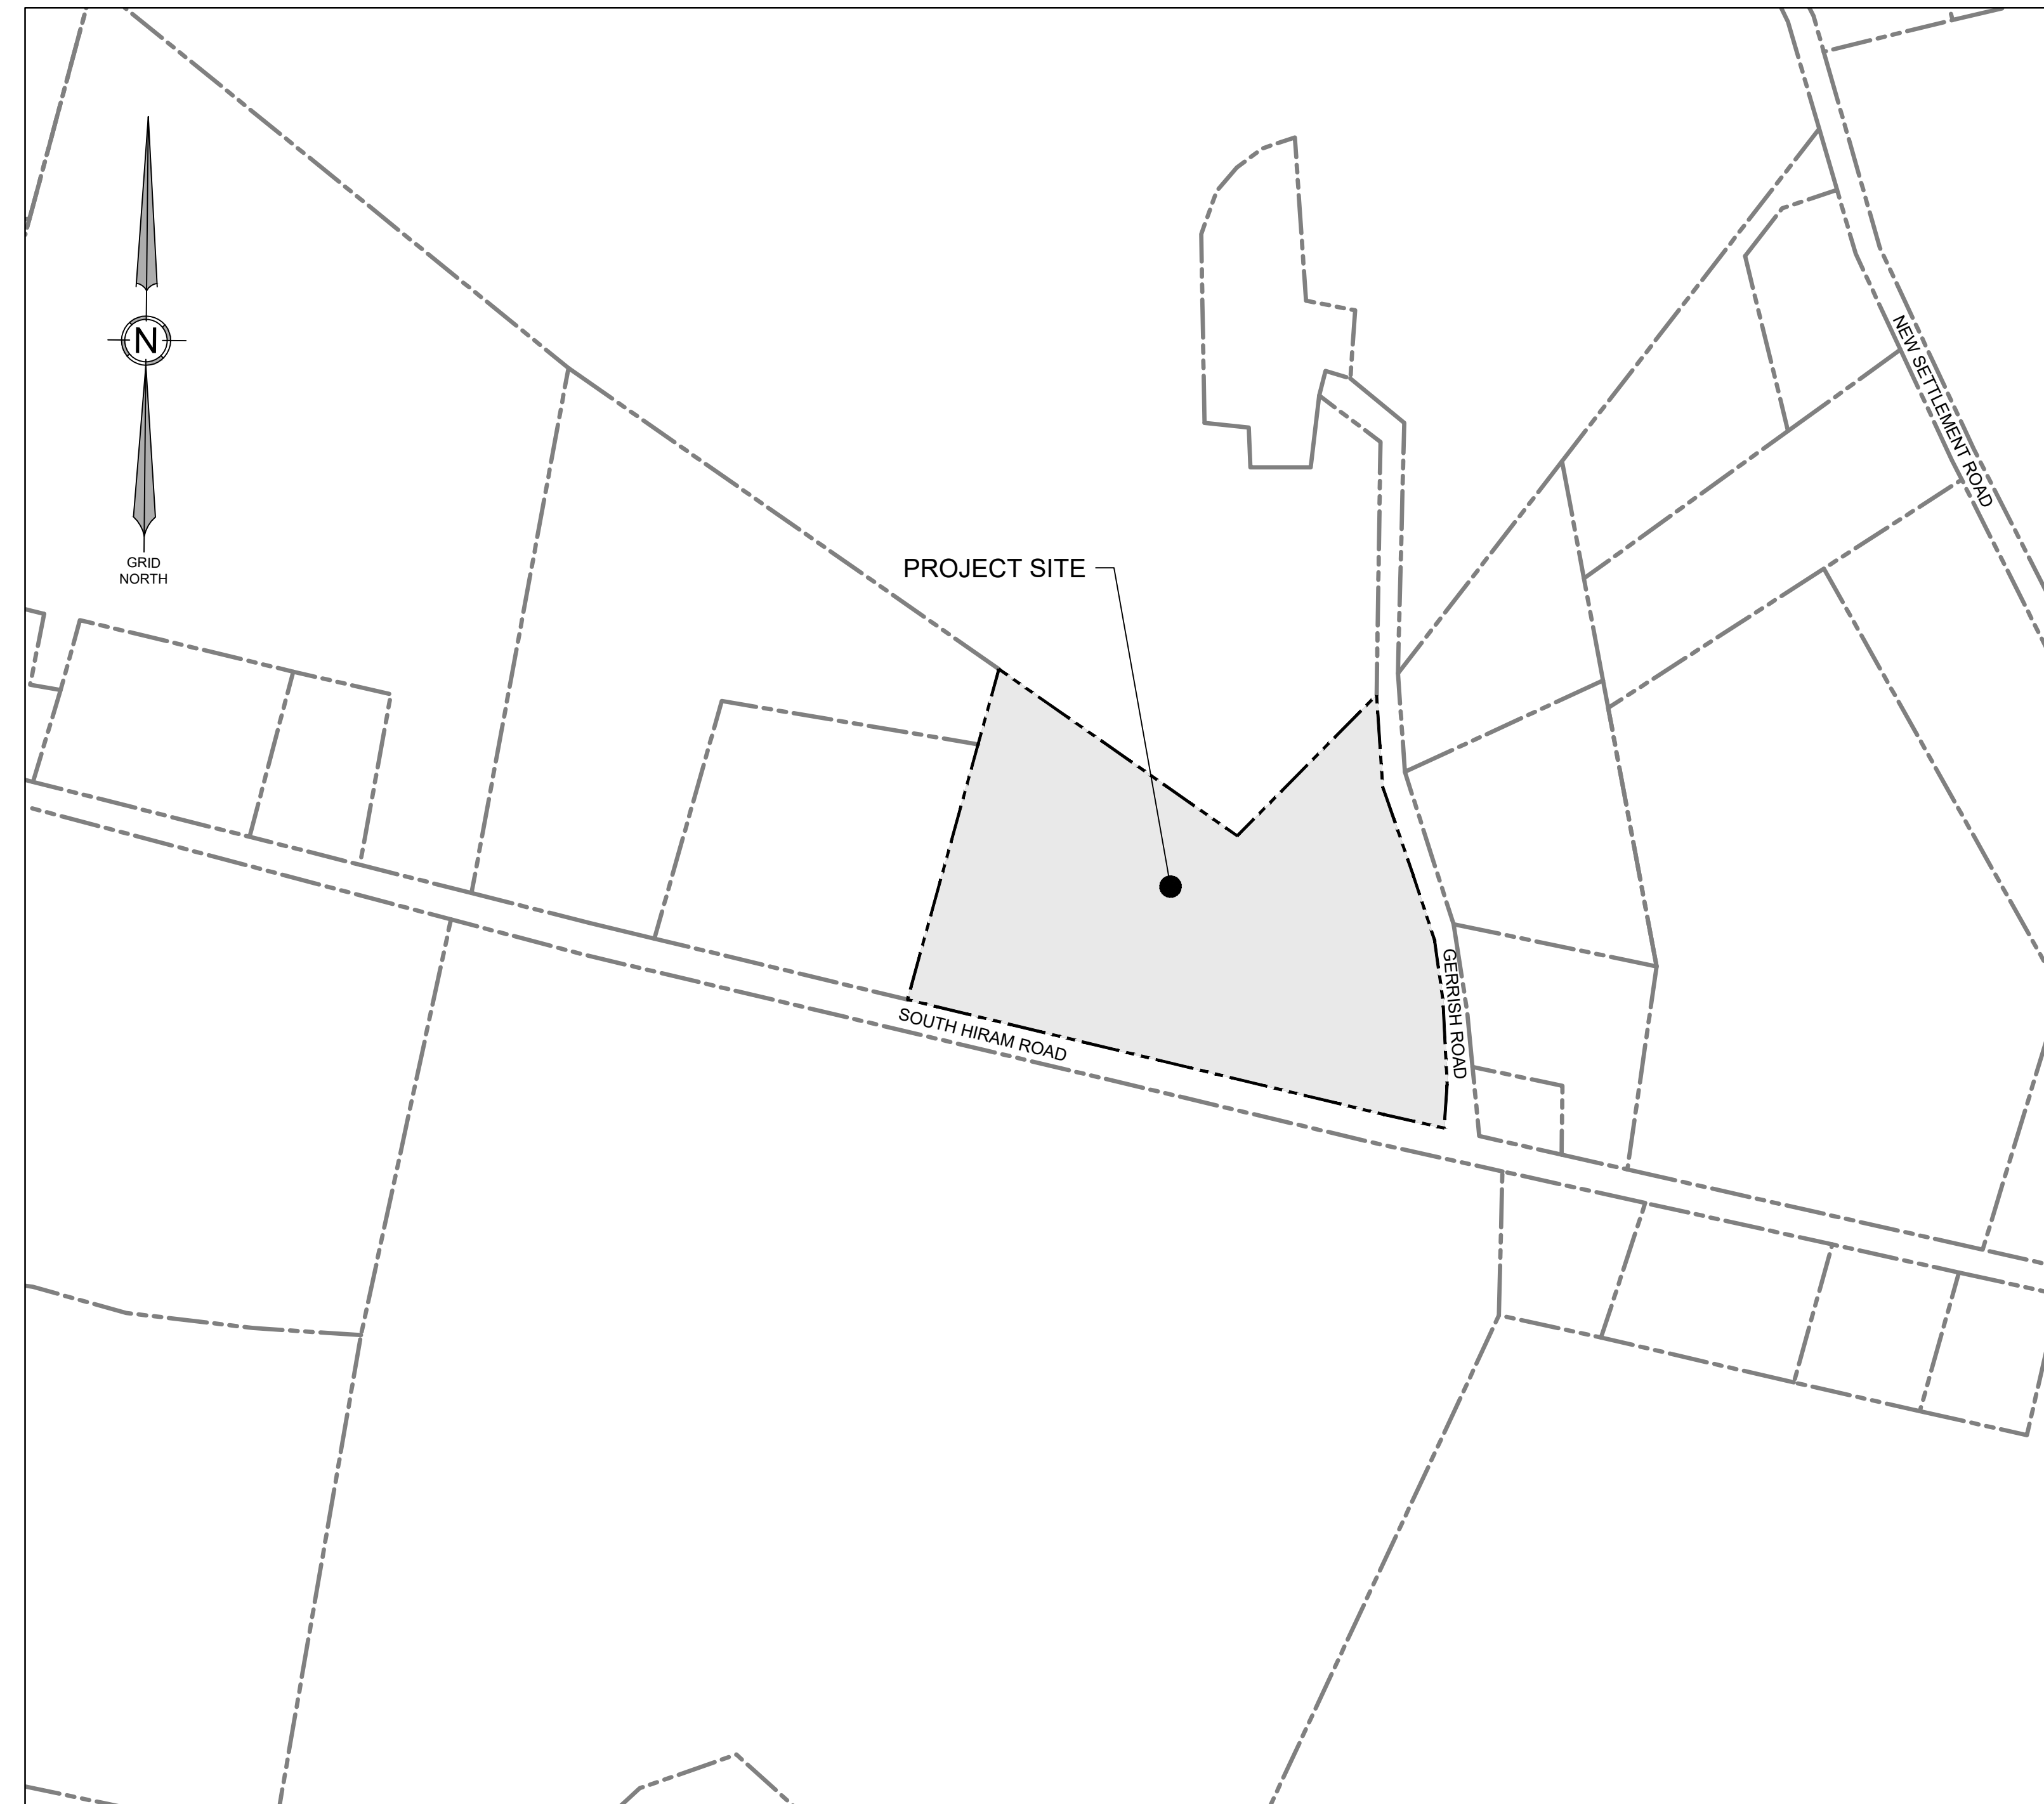 NEW SETTLEMENT ROAD
N
PROJECT SITE
GRID
NORTH
SOUTH HIRAM ROAD
GERRISH ROAD